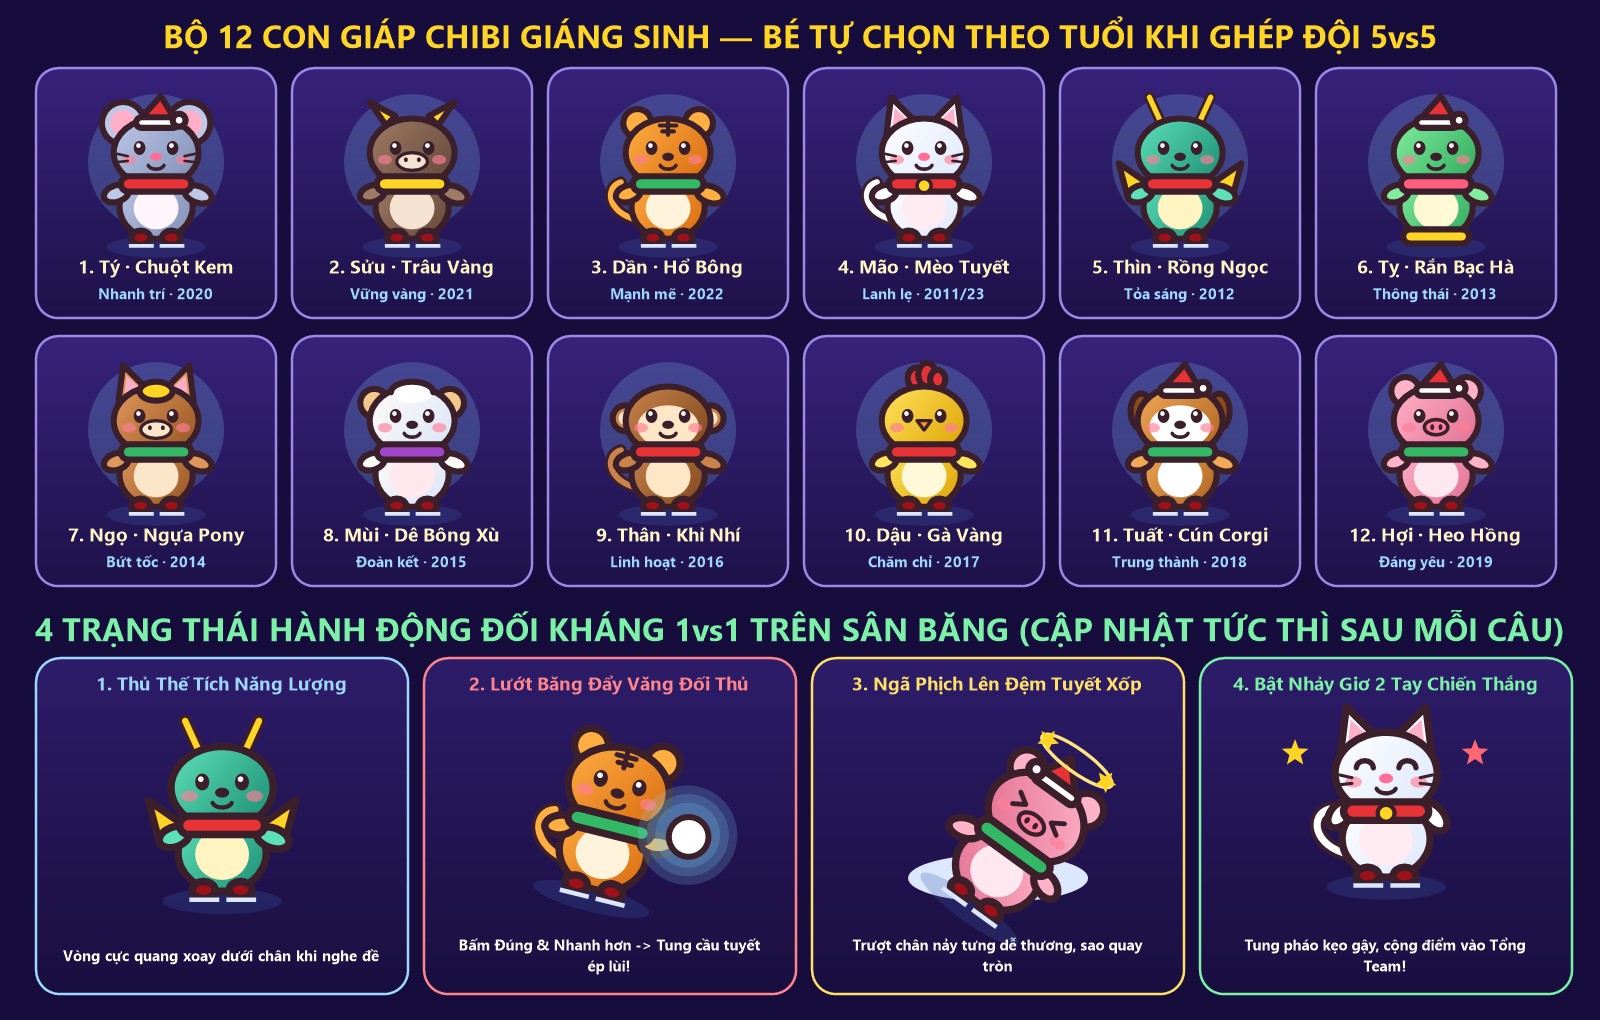 BỘ 12 CON GIÁP CHIBI GIÁNG SINH — BÉ TỰ CHỌN THEO TUỔI KHI GHÉP ĐỘI 5vs5
1. Tý · Chuột Kem
Nhanh trí · 2020
2. Sửu · Trâu Vàng
Vững vàng · 2021
3. Dần · Hổ Bông
Mạnh mẽ · 2022
4. Mão · Mèo Tuyết
Lanh lẹ · 2011/23
5. Thìn · Rồng Ngọc
Tỏa sáng · 2012
6. Tỵ · Rắn Bạc Hà
Thông thái · 2013
7. Ngọ · Ngựa Pony
Bứt tốc · 2014
8. Mùi · Dê Bông Xù
Đoàn kết · 2015
9. Thân · Khỉ Nhí
Linh hoạt · 2016
10. Dậu · Gà Vàng
Chăm chỉ · 2017
11. Tuất · Cún Corgi
Trung thành · 2018
12. Hợi · Heo Hồng
Đáng yêu · 2019
4 TRẠNG THÁI HÀNH ĐỘNG ĐỐI KHÁNG 1vs1 TRÊN SÂN BĂNG (CẬP NHẬT TỨC THÌ SAU MỖI CÂU)
1. Thủ Thế Tích Năng Lượng
Vòng cực quang xoay dưới chân khi nghe đề
2. Lướt Băng Đẩy Văng Đối Thủ
Bấm Đúng & Nhanh hơn -> Tung cầu tuyết
ép lùi!
3. Ngã Phịch Lên Đệm Tuyết Xốp
Trượt chân nảy tưng dễ thương, sao quay
tròn
4. Bật Nhảy Giơ 2 Tay Chiến Thắng
Tung pháo kẹo gậy, cộng điểm vào Tổng
Team!